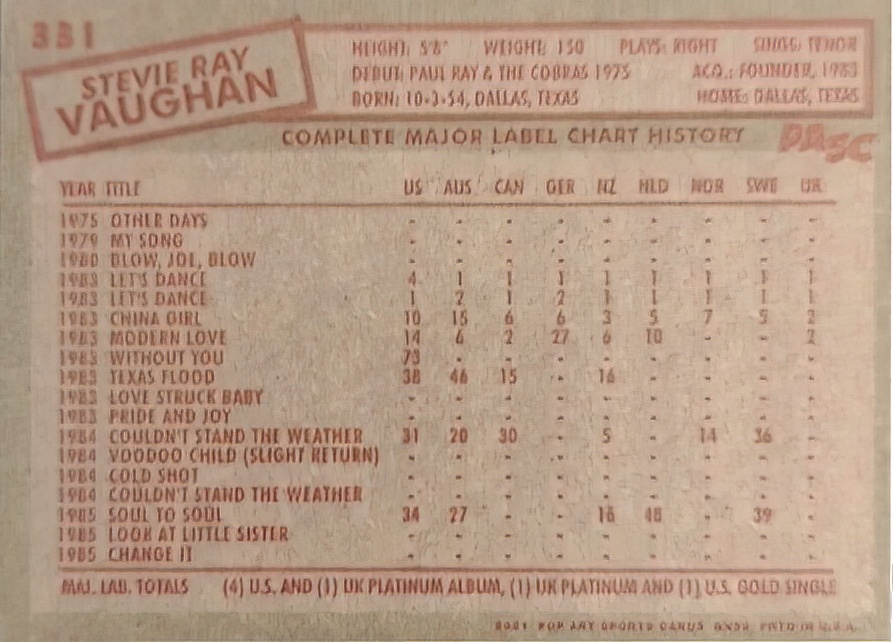 331
STEVIE RAY
VAUGHAN
HEIGHT: 5'8" WEIGHT: 150 PLAYS: RIGHT SINGS: TENOR
DEBUT: PAUL RAY & THE COBRAS 1975 ACQ.: FOUNDER, 1983
BORN: 10-3-54, DALLAS, TEXAS HOME: DALLAS, TEXAS
COMPLETE MAJOR LABEL CHART HISTORY PASC
YEAR TITLE US AUS CAN GER NZ NLD NOR SWE UK
1975 OTHER DAYS - - - - - - - - -
1979 MY SONG - - - - - - - - -
1980 BLOW, JOE, BLOW - - - - - - - - -
1983 LET'S DANCE 4 1 1 1 1 1 1 1 1
1983 LET'S DANCE 1 2 1 2 1 1 1 1 1
1983 CHINA GIRL 10 15 6 6 3 5 7 5 2
1983 MODERN LOVE 14 6 2 27 6 10 - - 2
1983 WITHOUT YOU 73 - - - - - - - -
1983 TEXAS FLOOD 38 46 15 - 16 - - - -
1983 LOVE STRUCK BABY - - - - - - - - -
1983 PRIDE AND JOY - - - - - - - - -
1984 COULDN'T STAND THE WEATHER 31 20 30 - 5 - 14 36 -
1984 VOODOO CHILD (SLIGHT RETURN) - - - - - - - - -
1984 COLD SHOT - - - - - - - - -
1984 COULDN'T STAND THE WEATHER - - - - - - - - -
1985 SOUL TO SOUL 34 27 - - 16 48 - 39 -
1985 LOOK AT LITTLE SISTER - - - - - - - - -
1985 CHANGE IT - - - - - - - - -
MAJ. LAB. TOTALS (4) U.S. AND (1) UK PLATINUM ALBUM, (1) UK PLATINUM AND (1) U.S. GOLD SINGLE
2021 POP ART SPORTS CARDS PRTD IN U.S.A.